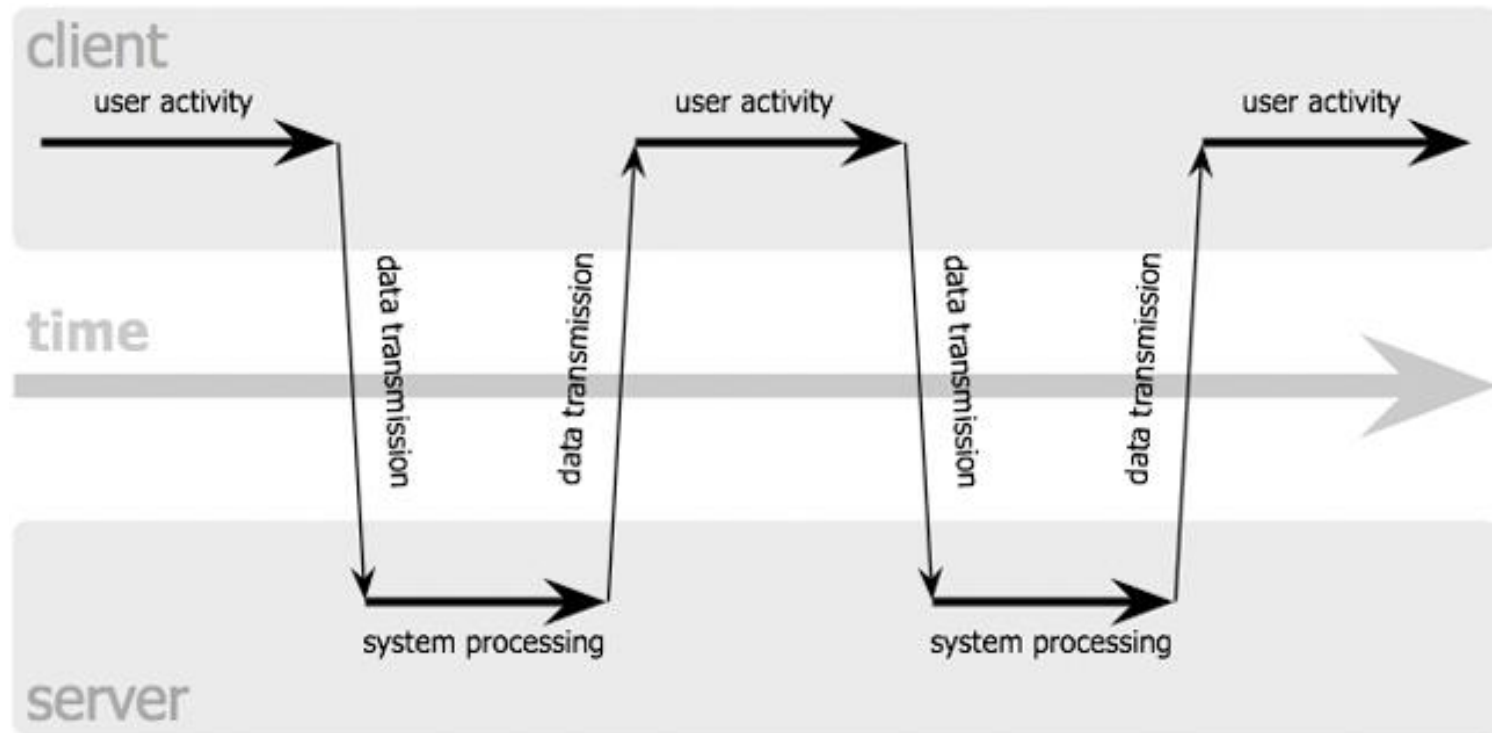 client
user activity
user activity
user activity
data transmission
data transmission
data transmission
data transmission
time
system processing
system processing
server